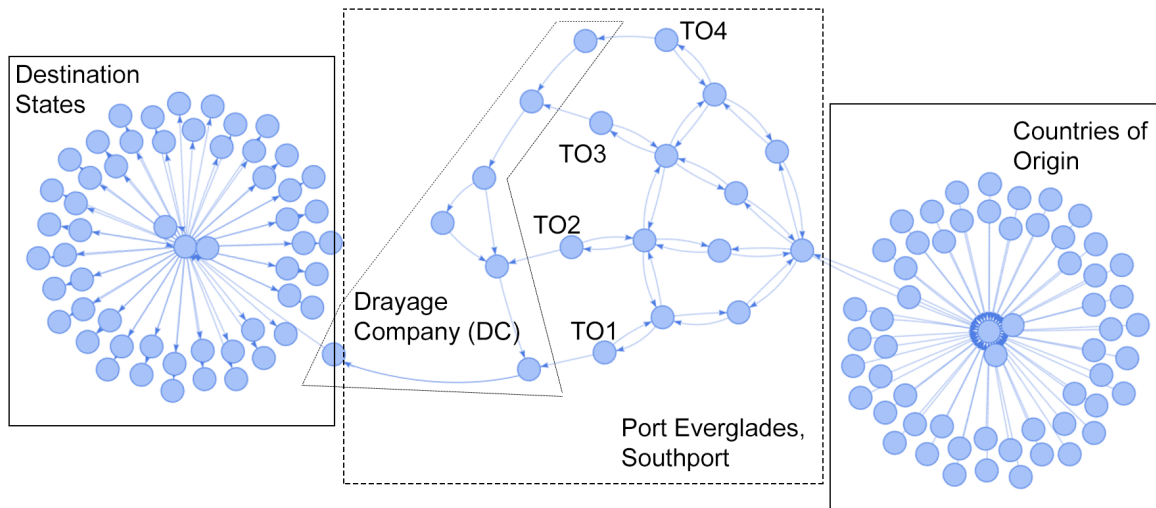 Destination
States
TO4
TO3
TO2
TO1
Drayage
Company (DC)
Port Everglades,
Southport
Countries of
Origin